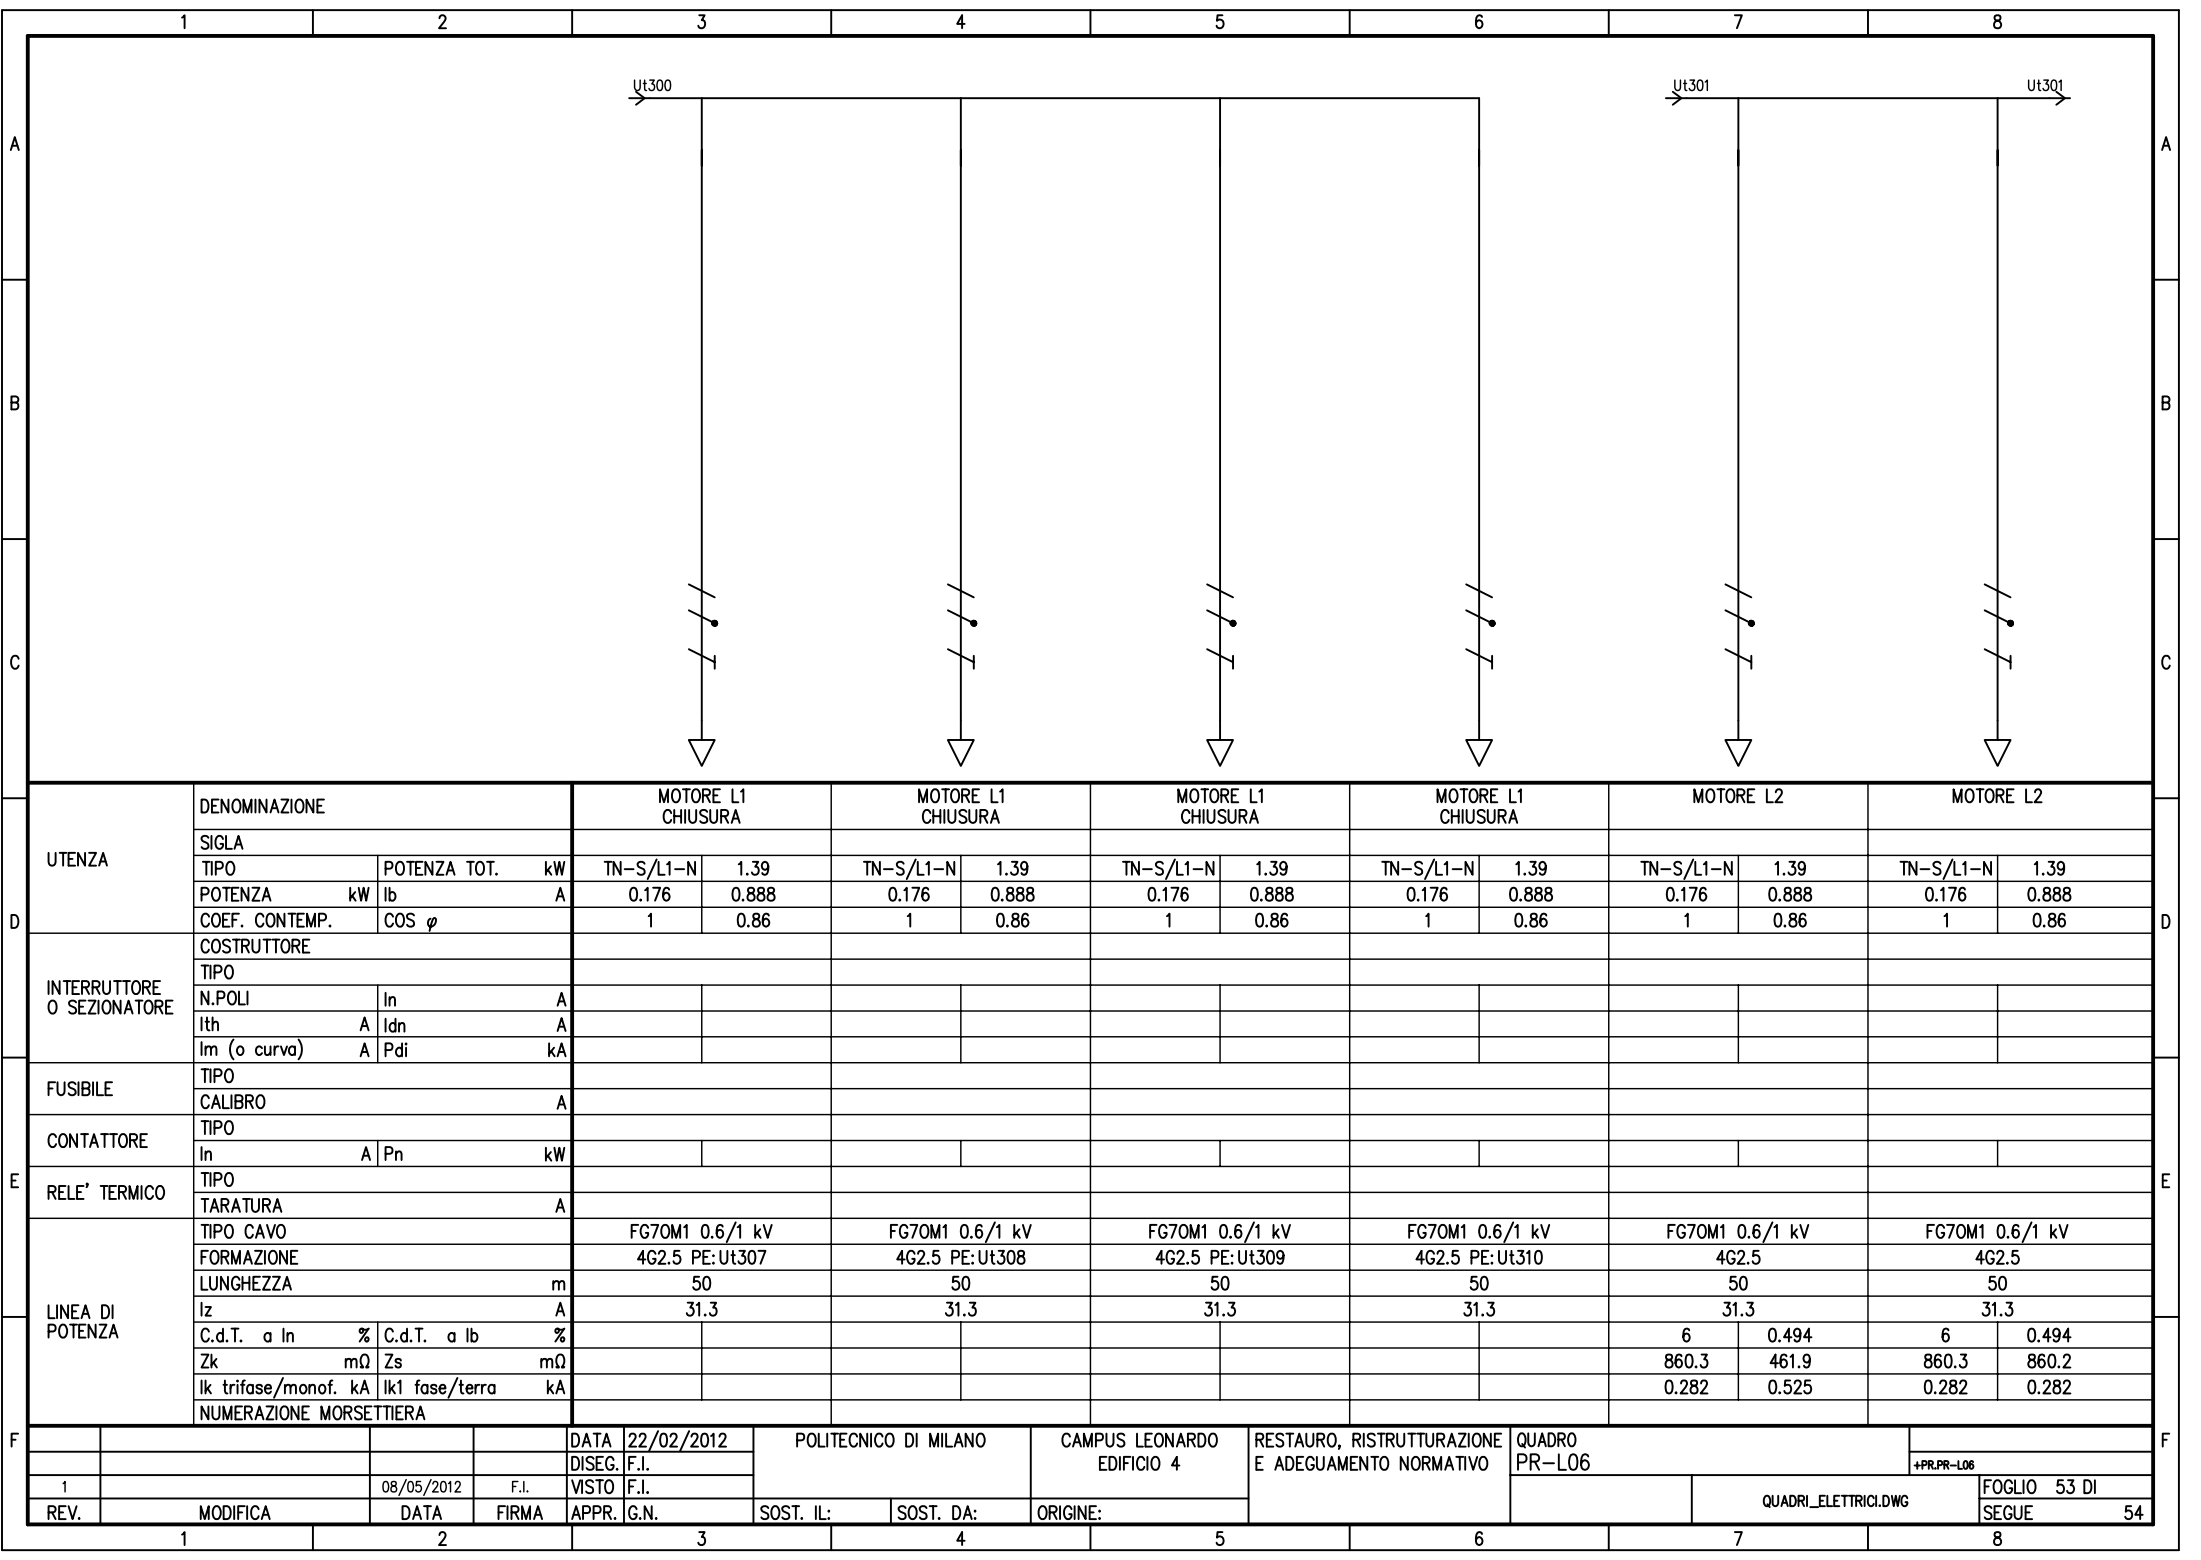 1 2 3 4 5 6 7 8
Ut300 Ut301 Ut301
A A
B B
C C
D D
E E
F F
UTENZA
DENOMINAZIONE MOTORE L1 CHIUSURA MOTORE L1 CHIUSURA MOTORE L1 CHIUSURA MOTORE L1 CHIUSURA MOTORE L2 MOTORE L2
SIGLA
TIPO POTENZA TOT. kW TN-S/L1-N 1.39 TN-S/L1-N 1.39 TN-S/L1-N 1.39 TN-S/L1-N 1.39 TN-S/L1-N 1.39 TN-S/L1-N 1.39
POTENZA kW Ib A 0.176 0.888 0.176 0.888 0.176 0.888 0.176 0.888 0.176 0.888 0.176 0.888
COEF. CONTEMP. COS φ 1 0.86 1 0.86 1 0.86 1 0.86 1 0.86 1 0.86
INTERRUTTORE
O SEZIONATORE
COSTRUTTORE
TIPO
N.POLI In A
Ith A Idn A
Im (o curva) A Pdi kA
FUSIBILE
TIPO
CALIBRO A
CONTATTORE
TIPO
In A Pn kW
RELE' TERMICO
TIPO
TARATURA A
LINEA DI
POTENZA
TIPO CAVO FG7OM1 0.6/1 kV FG7OM1 0.6/1 kV FG7OM1 0.6/1 kV FG7OM1 0.6/1 kV FG7OM1 0.6/1 kV FG7OM1 0.6/1 kV
FORMAZIONE 4G2.5 PE:Ut307 4G2.5 PE:Ut308 4G2.5 PE:Ut309 4G2.5 PE:Ut310 4G2.5 4G2.5
LUNGHEZZA m 50 50 50 50 50 50
Iz A 31.3 31.3 31.3 31.3 31.3 31.3
C.d.T. a In % C.d.T. a Ib % 6 0.494 6 0.494
Zk mΩ Zs mΩ 860.3 461.9 860.3 860.2
Ik trifase/monof. kA Ik1 fase/terra kA 0.282 0.525 0.282 0.282
NUMERAZIONE MORSETTIERA
DATA 22/02/2012 POLITECNICO DI MILANO CAMPUS LEONARDO RESTAURO, RISTRUTTURAZIONE QUADRO
DISEG. F.I. EDIFICIO 4 E ADEGUAMENTO NORMATIVO PR-L06 +PR.PR-L06
1 08/05/2012 F.I. VISTO F.I. QUADRI_ELETTRICI.DWG FOGLIO 53 DI
REV. MODIFICA DATA FIRMA APPR. G.N. SOST. IL: SOST. DA: ORIGINE: SEGUE 54
1 2 3 4 5 6 7 8